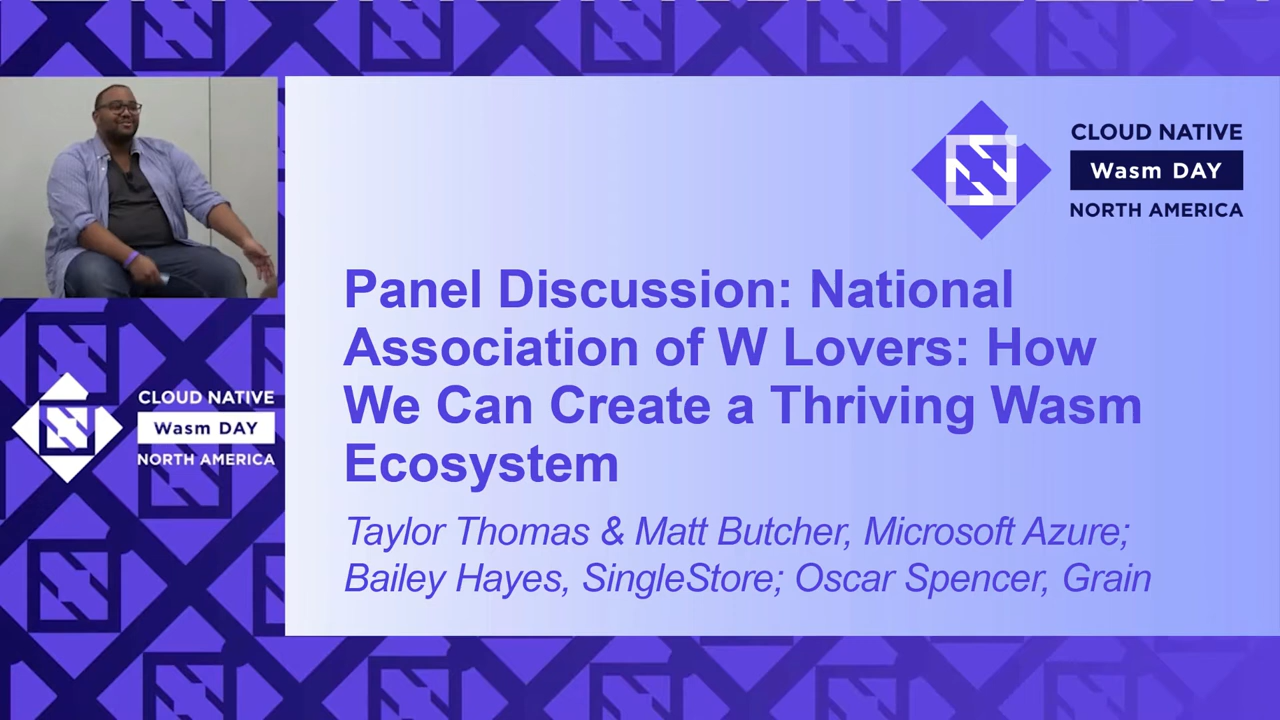 CLOUD NATIVE
Wasm DAY
NORTH AMERICA
Panel Discussion: National
Association of W Lovers: How
We Can Create a Thriving Wasm
Ecosystem
Taylor Thomas & Matt Butcher, Microsoft Azure;
Bailey Hayes, SingleStore; Oscar Spencer, Grain
CLOUD NATIVE
Wasm DAY
NORTH AMERICA